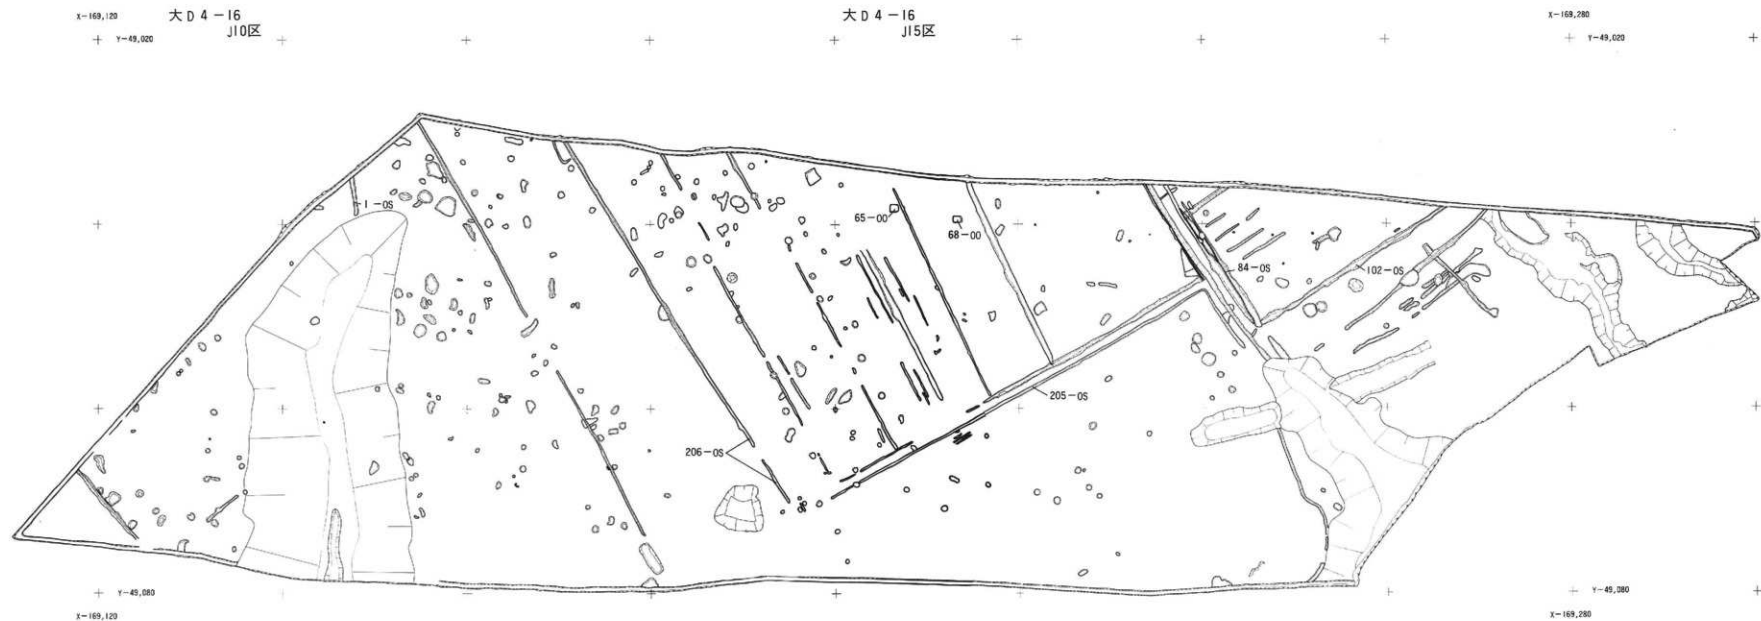 X-169,120
大D4-16
J10区
Y-49,020
大D4-16
J15区
X-169,280
Y-49,020
1-OS
65-OO
68-OO
84-OS
102-OS
205-OS
206-OS
Y-49,080
X-169,120
Y-49,080
X-169,280